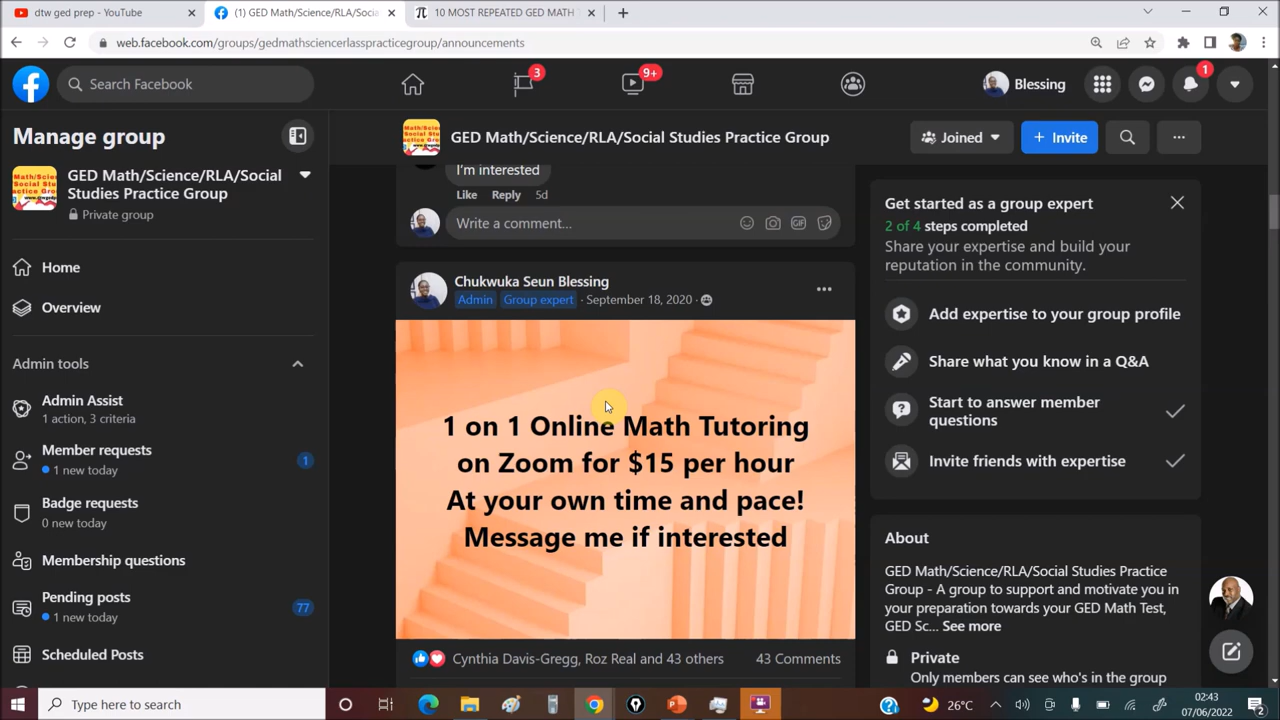 dtw ged prep - YouTube
(1) GED Math/Science/RLA/Socia
10 MOST REPEATED GED MATH
web.facebook.com/groups/gedmathsciencerlasspracticegroup/announcements
Search Facebook
3
9+
Blessing
1
Manage group
GED Math/Science/RLA/Social
Studies Practice Group
Private group
Home
Overview
Admin tools
Admin Assist
1 action, 3 criteria
Member requests
1 new today
1
Badge requests
0 new today
Membership questions
Pending posts
1 new today
77
Scheduled Posts
GED Math/Science/RLA/Social Studies Practice Group
Joined
+ Invite
I'm interested
Like Reply 5d
Write a comment...
GIF
Chukwuka Seun Blessing
Admin Group expert · September 18, 2020 ·
1 on 1 Online Math Tutoring
on Zoom for $15 per hour
At your own time and pace!
Message me if interested
Cynthia Davis-Gregg, Roz Real and 43 others
43 Comments
Get started as a group expert
2 of 4 steps completed
Share your expertise and build your
reputation in the community.
Add expertise to your group profile
Share what you know in a Q&A
Start to answer member
questions
Invite friends with expertise
About
GED Math/Science/RLA/Social Studies Practice
Group - A group to support and motivate you in
your preparation towards your GED Math Test,
GED Sc... See more
Private
Only members can see who's in the group
Type here to search
26°C
02:43
07/06/2022
2